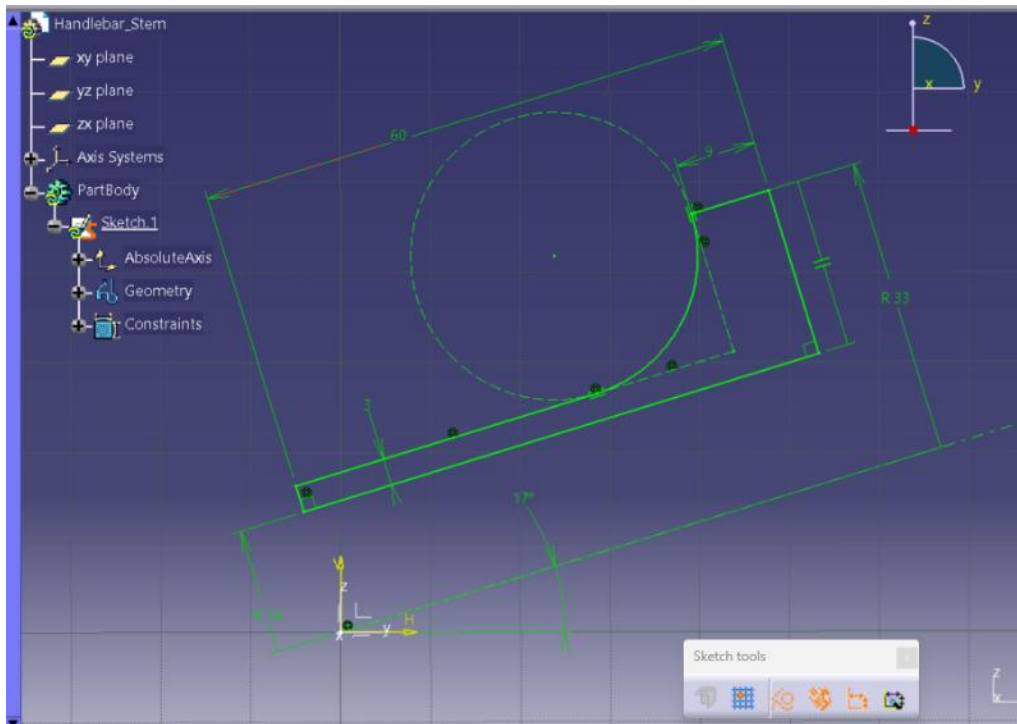 Handlebar_Stem
xy plane
yz plane
zx plane
Axis Systems
PartBody
Sketch.1
AbsoluteAxis
Geometry
Constraints
z
x
y
60
9
R 33
3
17°
V
z
H
x
y
Sketch tools
z
x